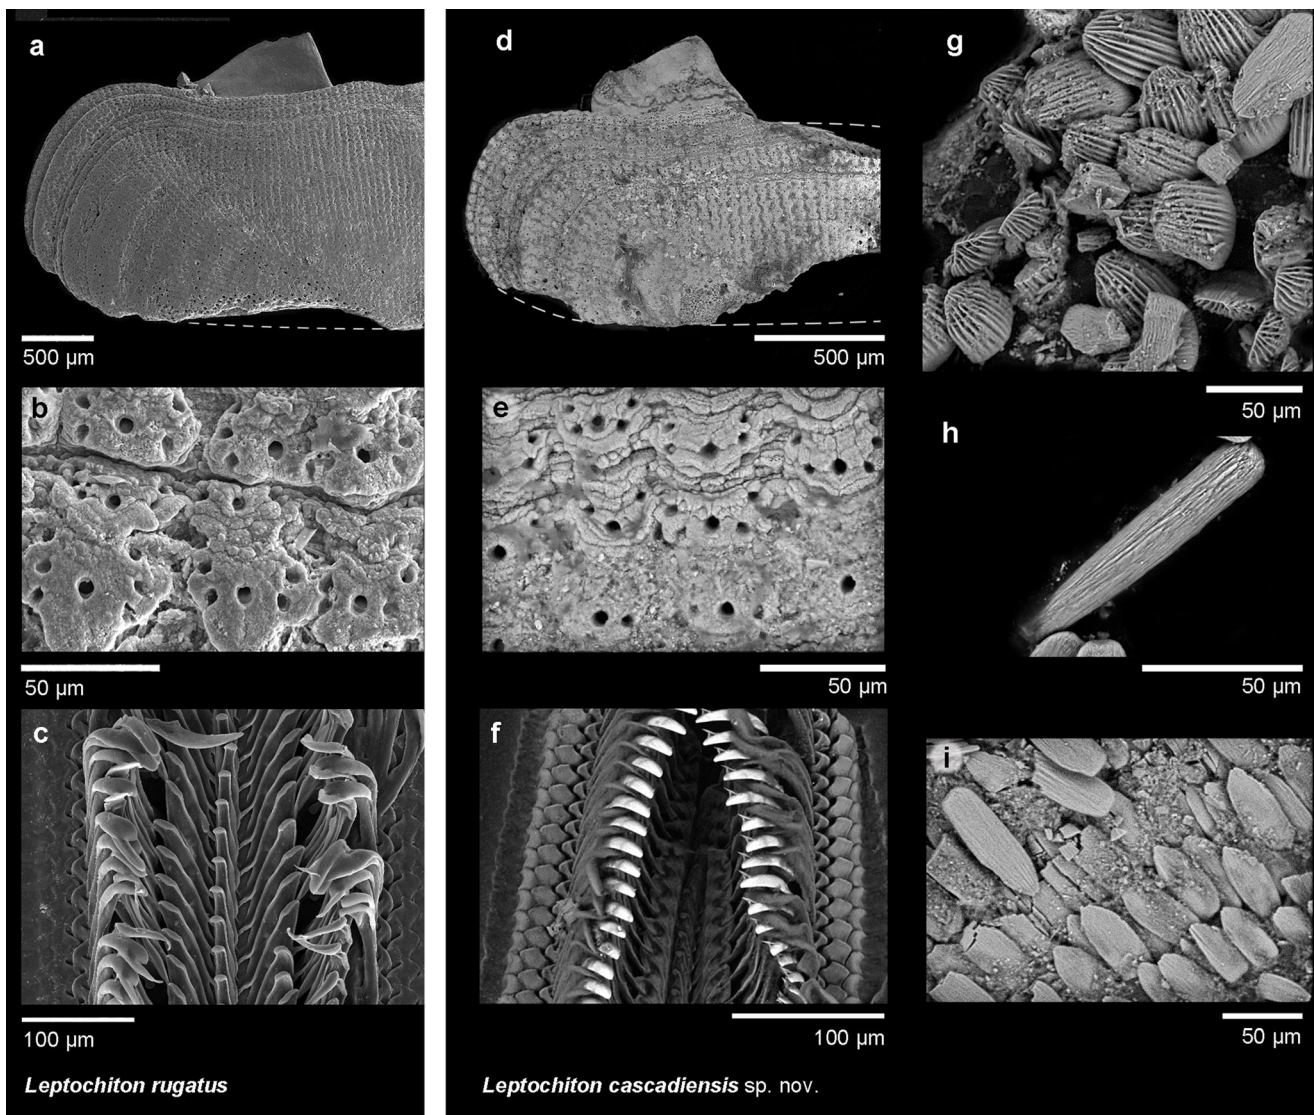 a
500 µm
b
50 µm
c
100 µm
Leptochiton rugatus
d
500 µm
e
50 µm
f
100 µm
g
50 µm
h
50 µm
i
50 µm
Leptochiton cascadiensis sp. nov.